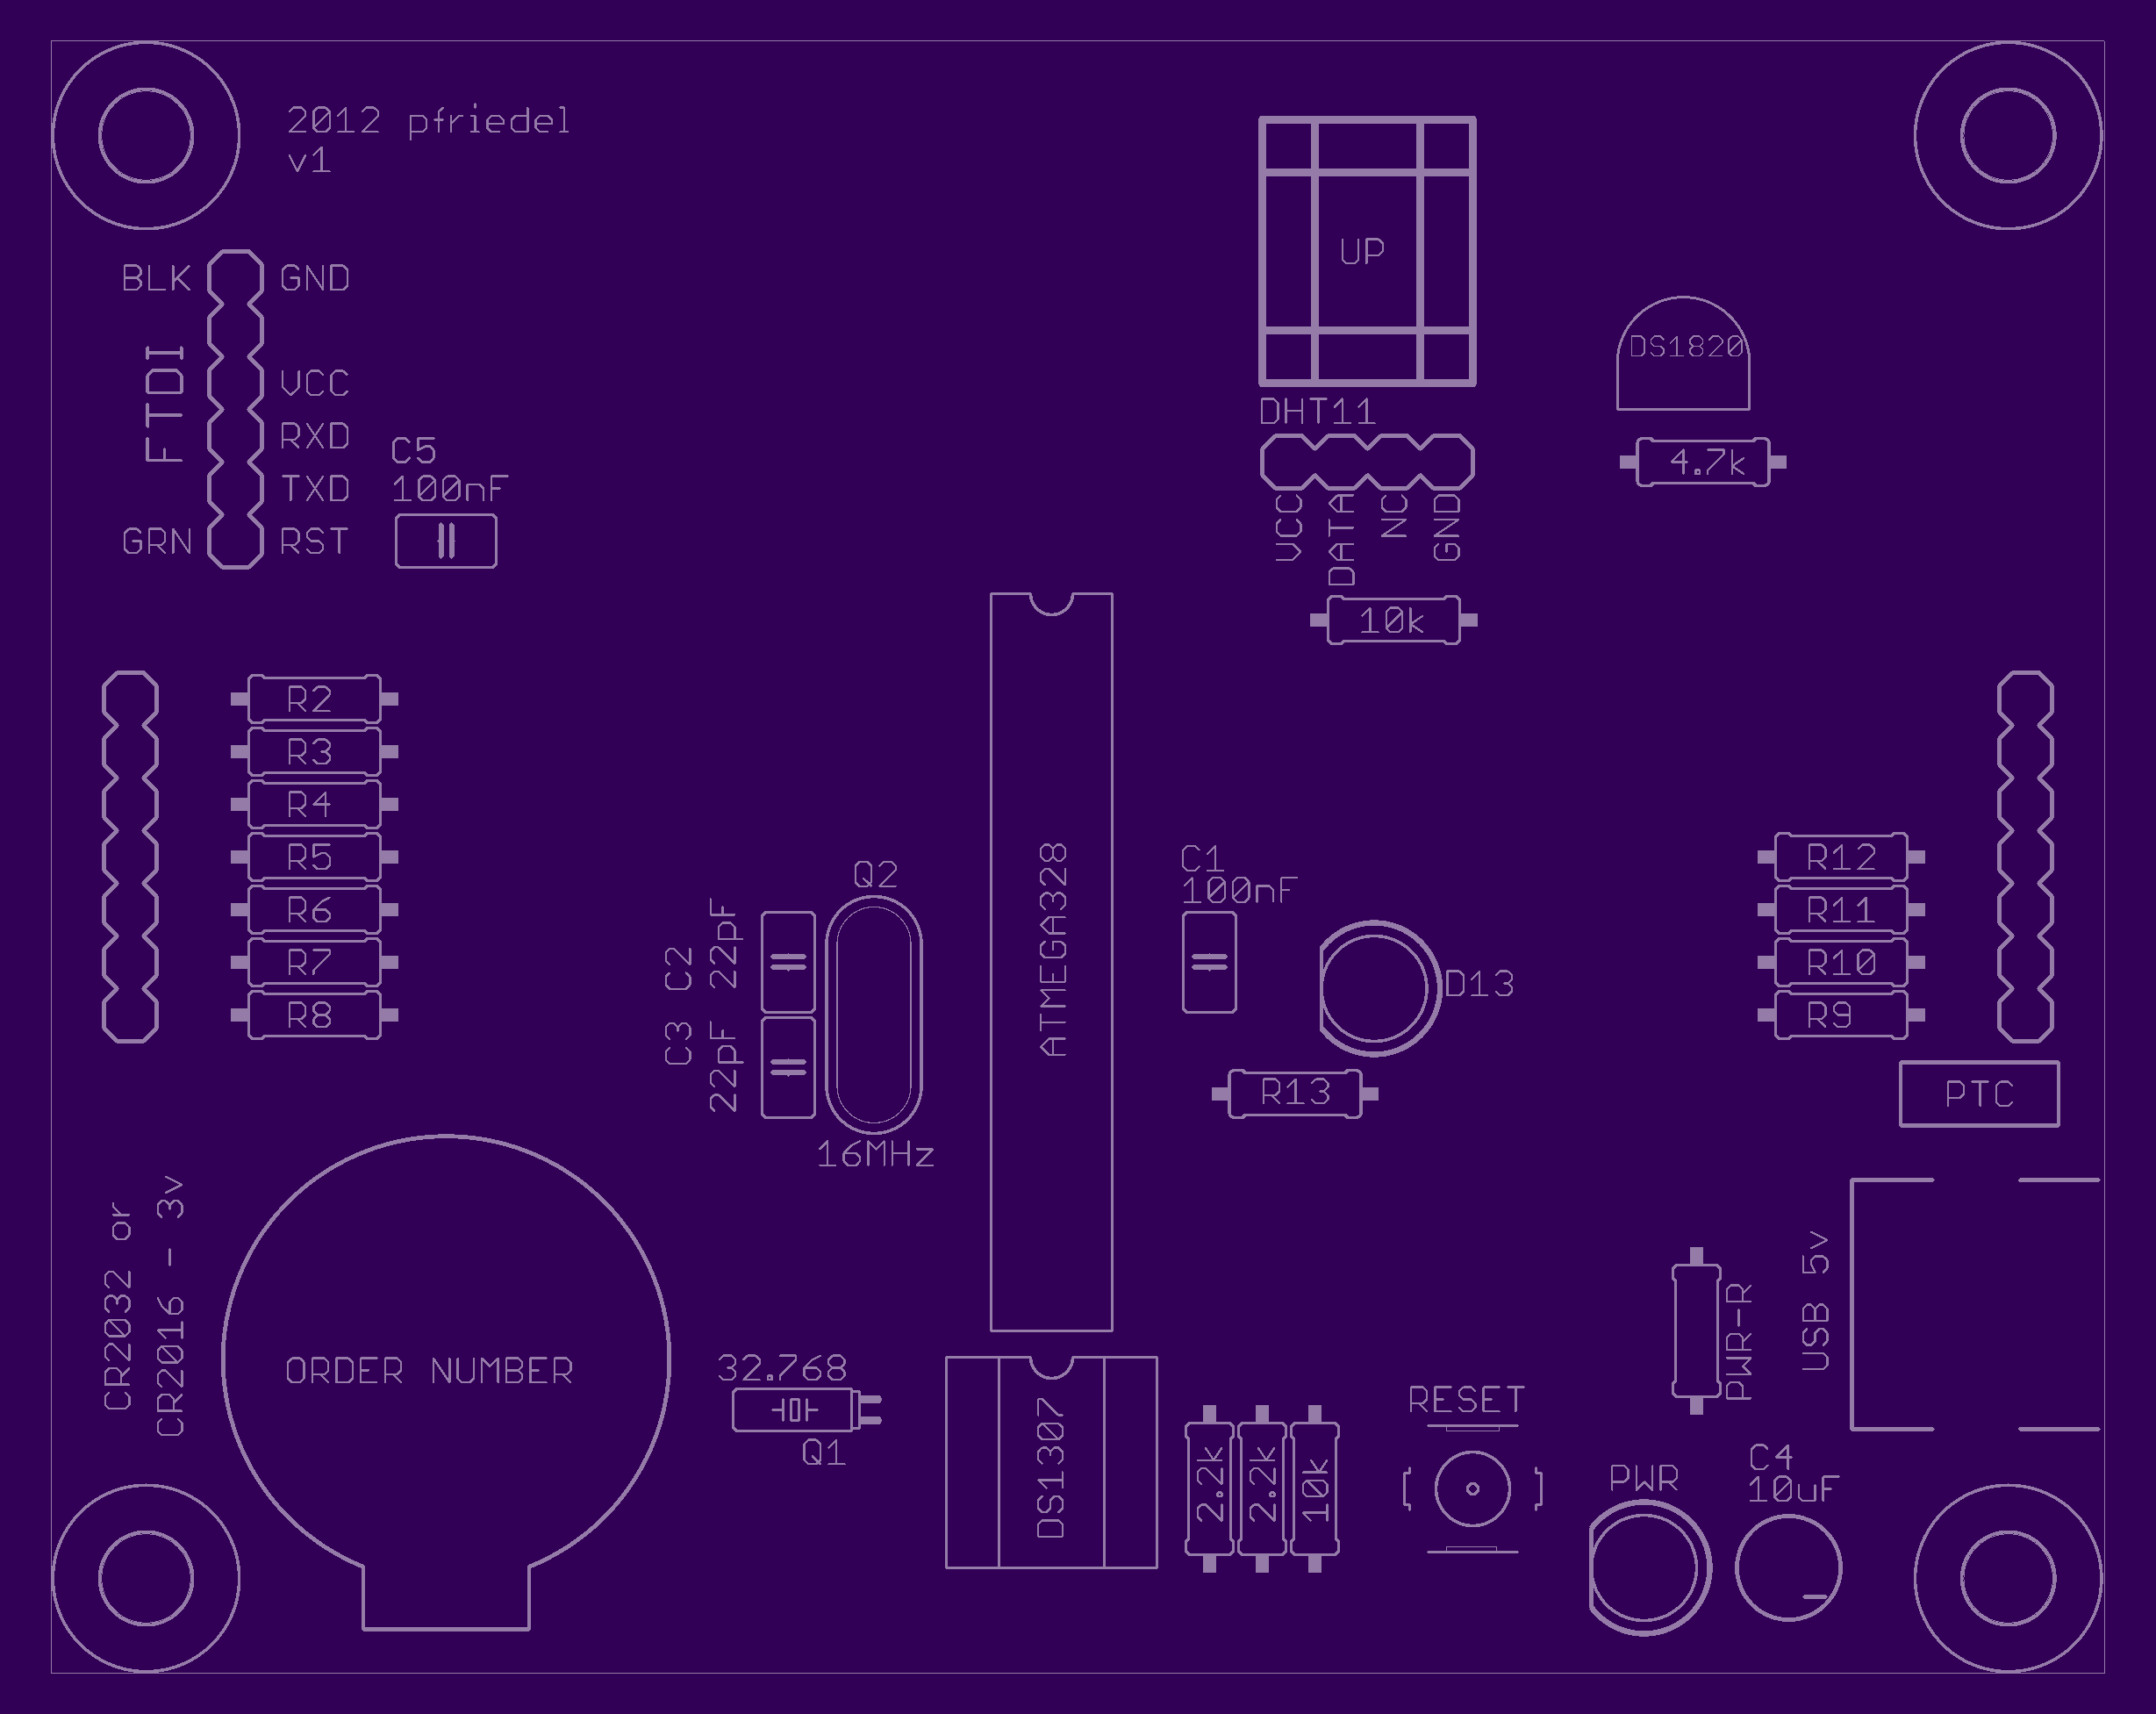 2012 pfriedel
v1
UP
BLK
GND
FTDI
VCC
RXD
TXD
GRN
RST
C5
100nF
DS1820
4.7k
DHT11
VCC
DATA
NC
GND
10k
R2
R3
R4
R5
R6
R7
R8
Q2
C2
22pF
C3
22pF
16MHz
ATMEGA328
C1
100nF
D13
R13
R12
R11
R10
R9
PTC
CR2032 or
CR2016 - 3v
ORDER NUMBER
32.768
Q1
DS1307
2.2k
2.2k
10k
RESET
PWR-R
USB 5v
PWR
C4
10uF